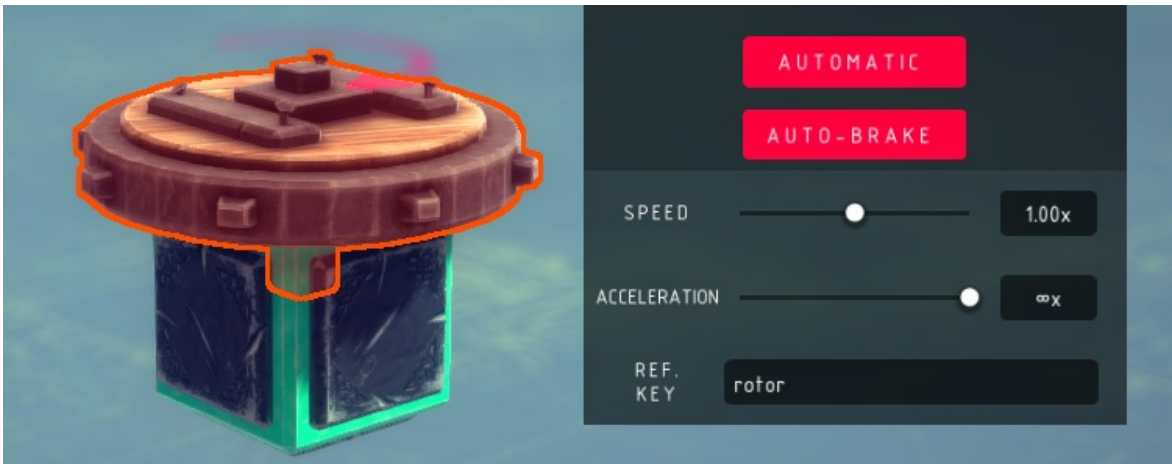 AUTOMATIC
AUTO-BRAKE
SPEED
1.00x
ACCELERATION
∞x
REF.
KEY
rotor